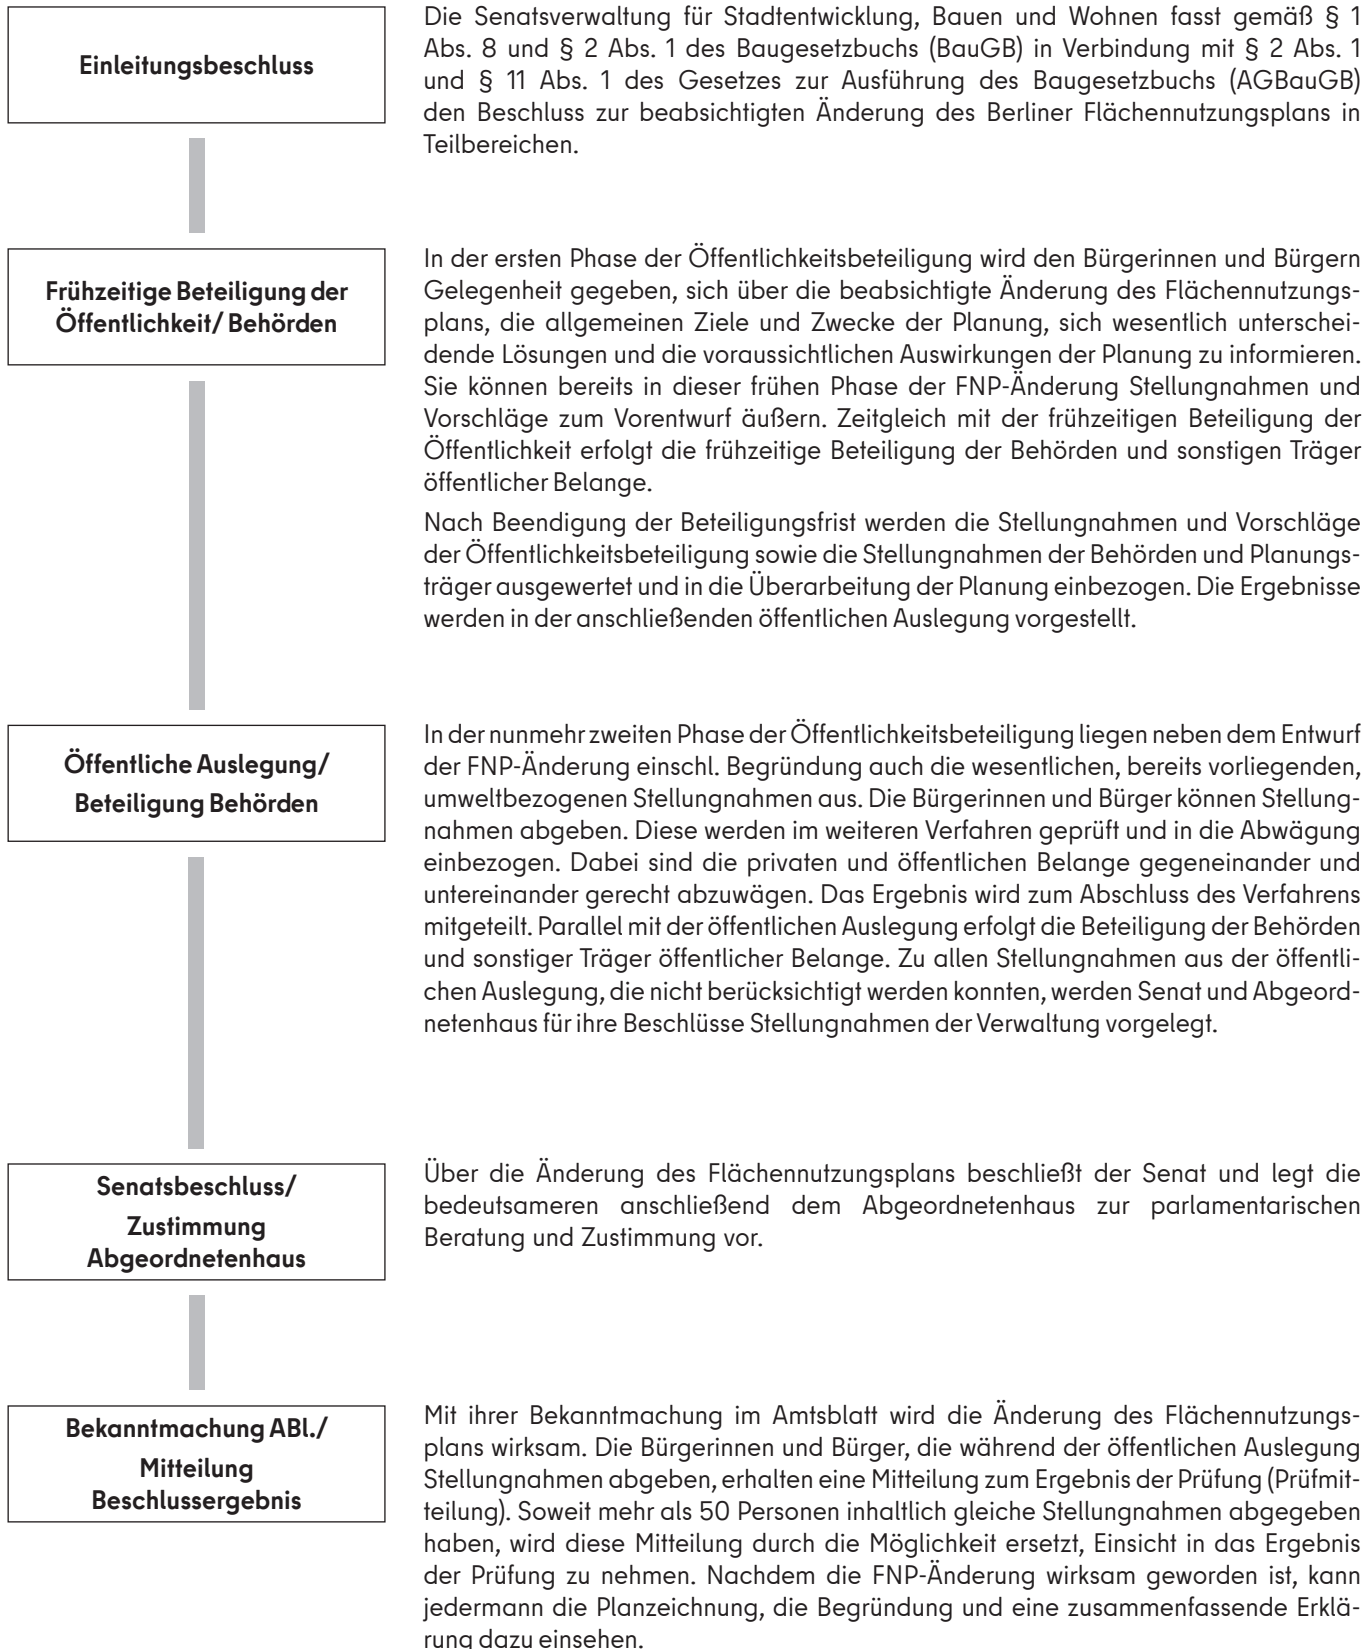 Einleitungsbeschluss
Die Senatsverwaltung für Stadtentwicklung, Bauen und Wohnen fasst gemäß § 1
Abs. 8 und § 2 Abs. 1 des Baugesetzbuchs (BauGB) in Verbindung mit § 2 Abs. 1
und § 11 Abs. 1 des Gesetzes zur Ausführung des Baugesetzbuchs (AGBauGB)
den Beschluss zur beabsichtigten Änderung des Berliner Flächennutzungsplans in
Teilbereichen.
Frühzeitige Beteiligung der
Öffentlichkeit/ Behörden
In der ersten Phase der Öffentlichkeitsbeteiligung wird den Bürgerinnen und Bürgern
Gelegenheit gegeben, sich über die beabsichtigte Änderung des Flächennutzungs-
plans, die allgemeinen Ziele und Zwecke der Planung, sich wesentlich unterschei-
dende Lösungen und die voraussichtlichen Auswirkungen der Planung zu informieren.
Sie können bereits in dieser frühen Phase der FNP-Änderung Stellungnahmen und
Vorschläge zum Vorentwurf äußern. Zeitgleich mit der frühzeitigen Beteiligung der
Öffentlichkeit erfolgt die frühzeitige Beteiligung der Behörden und sonstigen Träger
öffentlicher Belange.
Nach Beendigung der Beteiligungsfrist werden die Stellungnahmen und Vorschläge
der Öffentlichkeitsbeteiligung sowie die Stellungnahmen der Behörden und Planungs-
träger ausgewertet und in die Überarbeitung der Planung einbezogen. Die Ergebnisse
werden in der anschließenden öffentlichen Auslegung vorgestellt.
Öffentliche Auslegung/
Beteiligung Behörden
In der nunmehr zweiten Phase der Öffentlichkeitsbeteiligung liegen neben dem Entwurf
der FNP-Änderung einschl. Begründung auch die wesentlichen, bereits vorliegenden,
umweltbezogenen Stellungnahmen aus. Die Bürgerinnen und Bürger können Stellung-
nahmen abgeben. Diese werden im weiteren Verfahren geprüft und in die Abwägung
einbezogen. Dabei sind die privaten und öffentlichen Belange gegeneinander und
untereinander gerecht abzuwägen. Das Ergebnis wird zum Abschluss des Verfahrens
mitgeteilt. Parallel mit der öffentlichen Auslegung erfolgt die Beteiligung der Behörden
und sonstiger Träger öffentlicher Belange. Zu allen Stellungnahmen aus der öffentli-
chen Auslegung, die nicht berücksichtigt werden konnten, werden Senat und Abgeord-
netenhaus für ihre Beschlüsse Stellungnahmen der Verwaltung vorgelegt.
Senatsbeschluss/
Zustimmung
Abgeordnetenhaus
Über die Änderung des Flächennutzungsplans beschließt der Senat und legt die
bedeutsameren anschließend dem Abgeordnetenhaus zur parlamentarischen
Beratung und Zustimmung vor.
Bekanntmachung ABl./
Mitteilung
Beschlussergebnis
Mit ihrer Bekanntmachung im Amtsblatt wird die Änderung des Flächennutzungs-
plans wirksam. Die Bürgerinnen und Bürger, die während der öffentlichen Auslegung
Stellungnahmen abgeben, erhalten eine Mitteilung zum Ergebnis der Prüfung (Prüfmit-
teilung). Soweit mehr als 50 Personen inhaltlich gleiche Stellungnahmen abgegeben
haben, wird diese Mitteilung durch die Möglichkeit ersetzt, Einsicht in das Ergebnis
der Prüfung zu nehmen. Nachdem die FNP-Änderung wirksam geworden ist, kann
jedermann die Planzeichnung, die Begründung und eine zusammenfassende Erklä-
rung dazu einsehen.